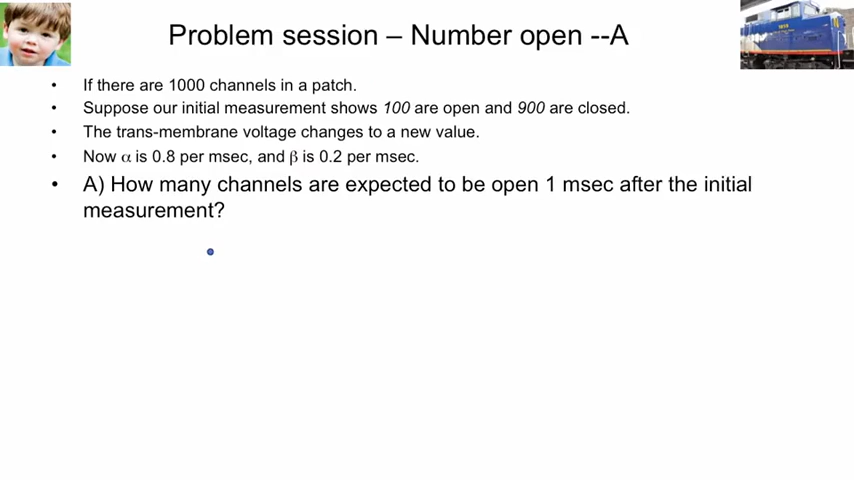 Problem session – Number open --A
• If there are 1000 channels in a patch.
• Suppose our initial measurement shows 100 are open and 900 are closed.
• The trans-membrane voltage changes to a new value.
• Now α is 0.8 per msec, and β is 0.2 per msec.
• A) How many channels are expected to be open 1 msec after the initial
measurement?